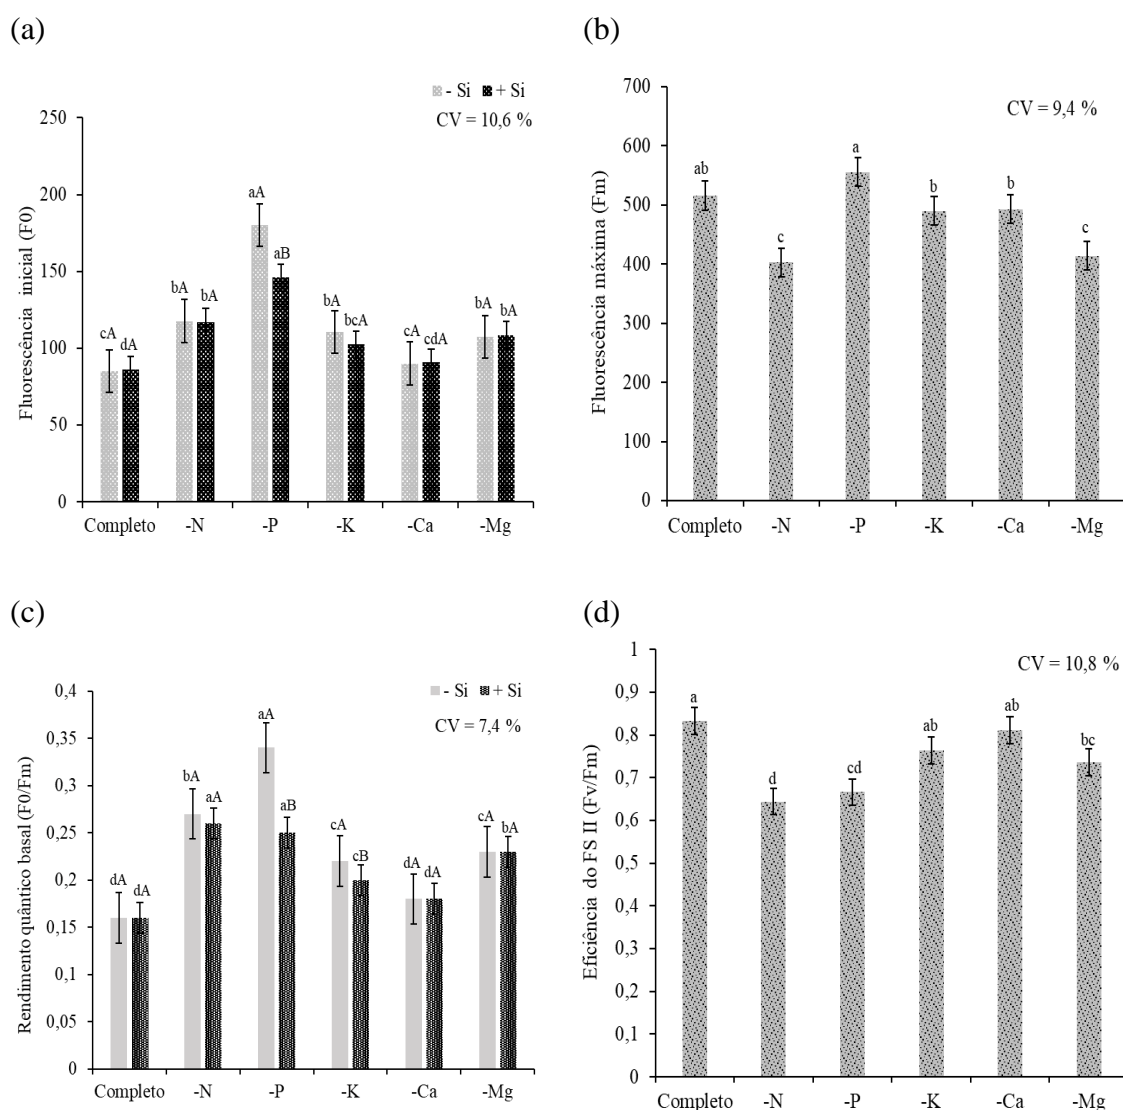 (a)
- Si + Si
CV = 10,6 %
Fluorescência inicial (F0)
250
200
150
100
50
0
cA dA
bA bA
aA aB
bA bcA
cA cdA
bA bA
Completo -N -P -K -Ca -Mg
(b)
CV = 9,4 %
Fluorescência máxima (Fm)
700
600
500
400
300
200
100
0
ab c a b b c
Completo -N -P -K -Ca -Mg
(c)
- Si + Si
CV = 7,4 %
Rendimento quântico basal (F0/Fm)
0,4
0,35
0,3
0,25
0,2
0,15
0,1
0,05
0
dA dA
bA aA
aA aB
cA cB
dA dA
cA bA
Completo -N -P -K -Ca -Mg
(d)
CV = 10,8 %
Eficiência do FS II (Fv/Fm)
1
0,9
0,8
0,7
0,6
0,5
0,4
0,3
0,2
0,1
0
a d cd ab ab bc
Completo -N -P -K -Ca -Mg